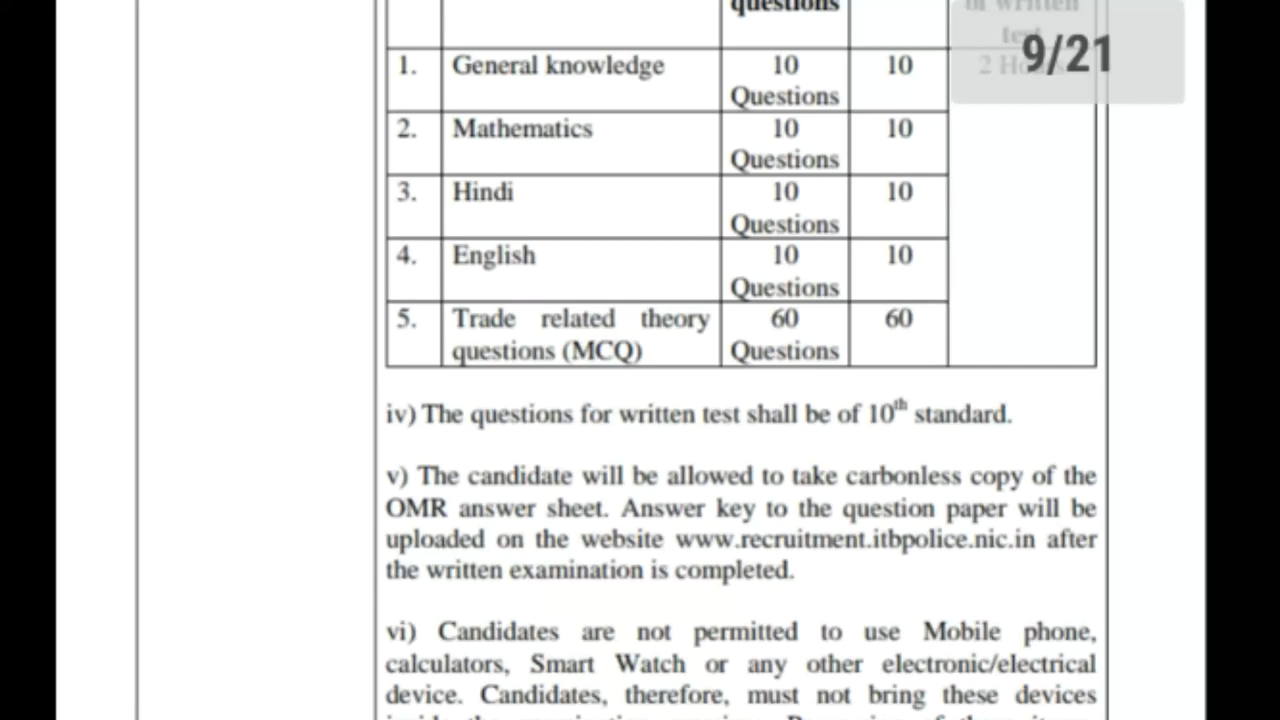 questions
of written
9/21
1. General knowledge 10 10
Questions
2. Mathematics 10 10
Questions
3. Hindi 10 10
Questions
4. English 10 10
Questions
5. Trade related theory 60 60
questions (MCQ) Questions
iv) The questions for written test shall be of 10th standard.
v) The candidate will be allowed to take carbonless copy of the
OMR answer sheet. Answer key to the question paper will be
uploaded on the website www.recruitment.itbpolice.nic.in after
the written examination is completed.
vi) Candidates are not permitted to use Mobile phone,
calculators, Smart Watch or any other electronic/electrical
device. Candidates, therefore, must not bring these devices